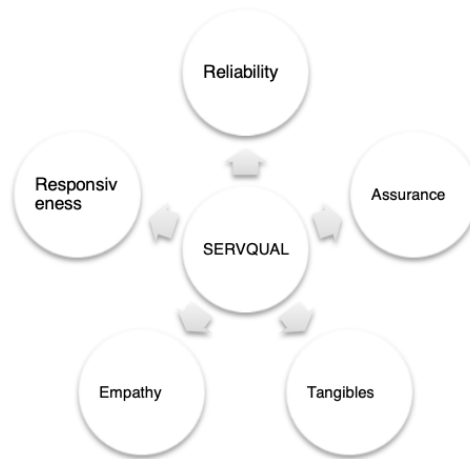 Reliability
Responsiv
eness
Assurance
SERVQUAL
Empathy
Tangibles